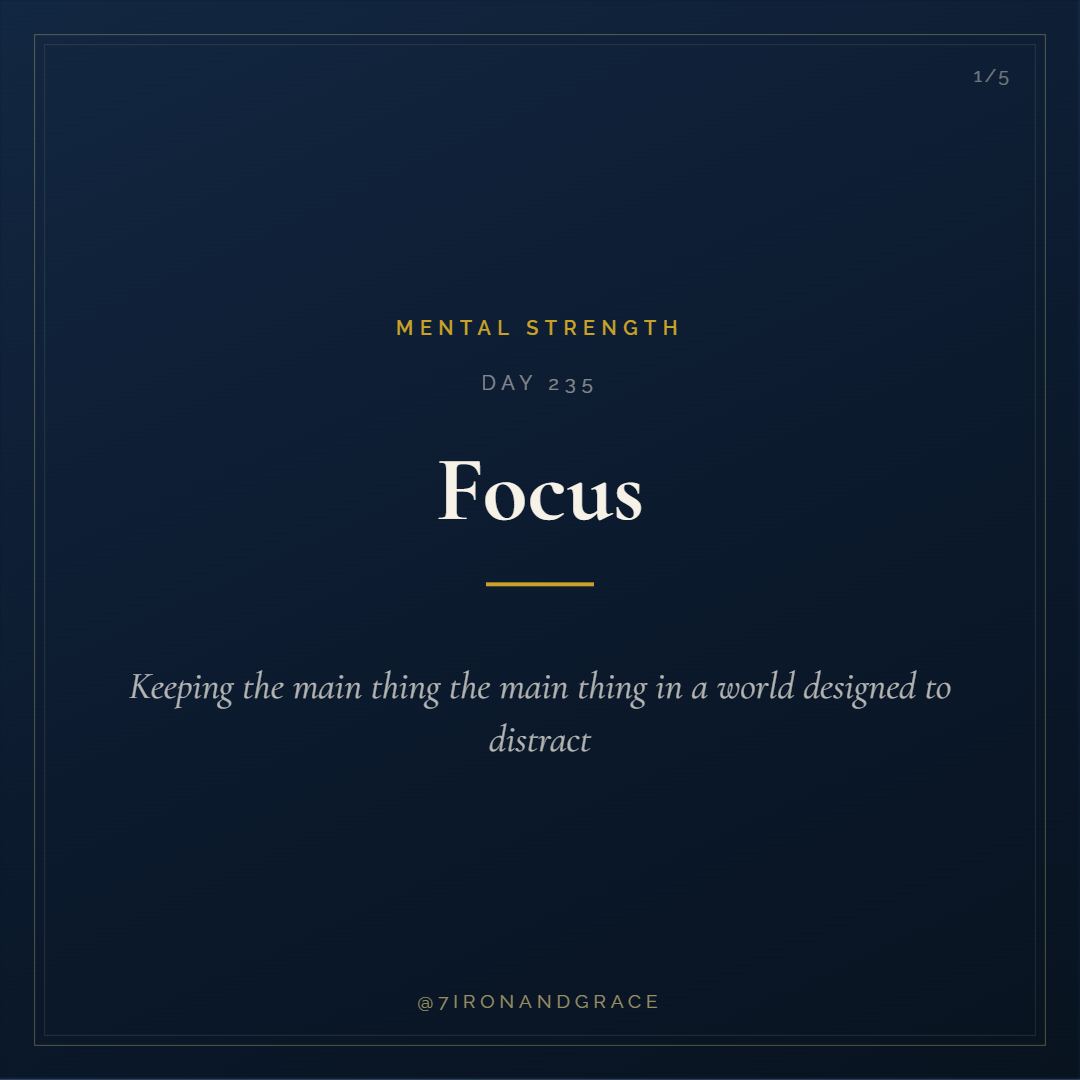 1/5
MENTAL STRENGTH
DAY 235
Focus
Keeping the main thing the main thing in a world designed to
distract
@7IRONANDGRACE